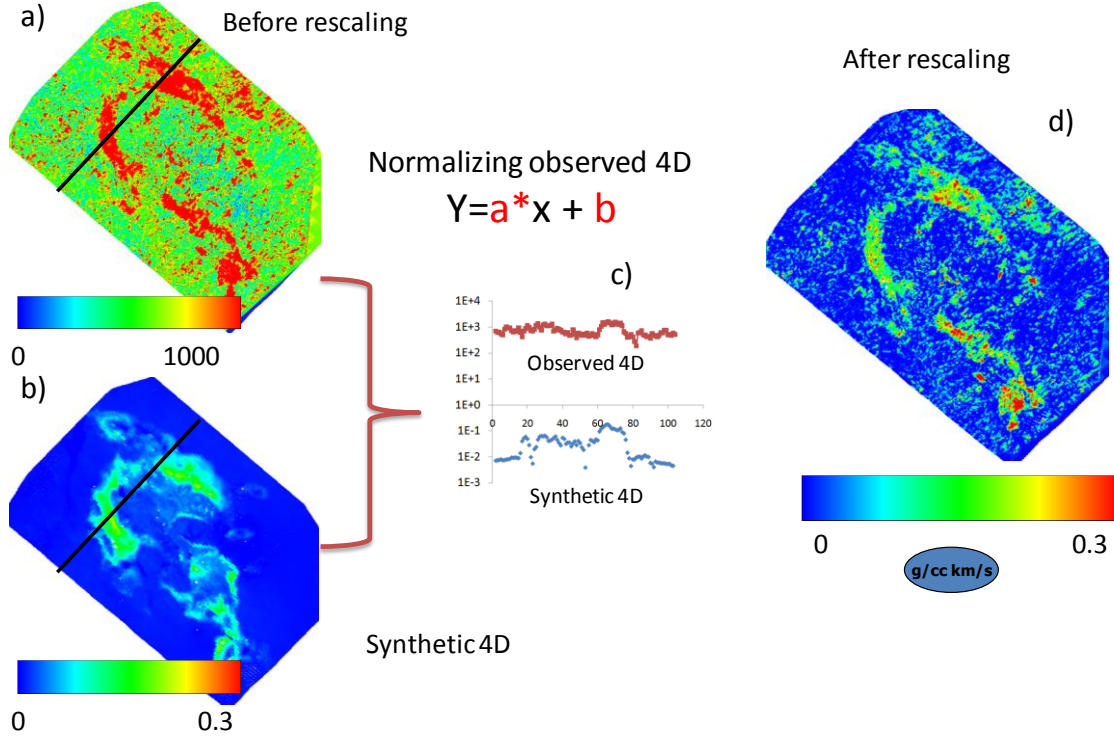 a)
Before rescaling
0 1000
b)
0 0.3
Synthetic 4D
Normalizing observed 4D
Y=a*x + b
c)
1E+4
1E+3
1E+2
1E+1
1E+0
1E-1
1E-2
1E-3
0 20 40 60 80 100 120
Observed 4D
Synthetic 4D
After rescaling
d)
0 0.3
g/cc km/s